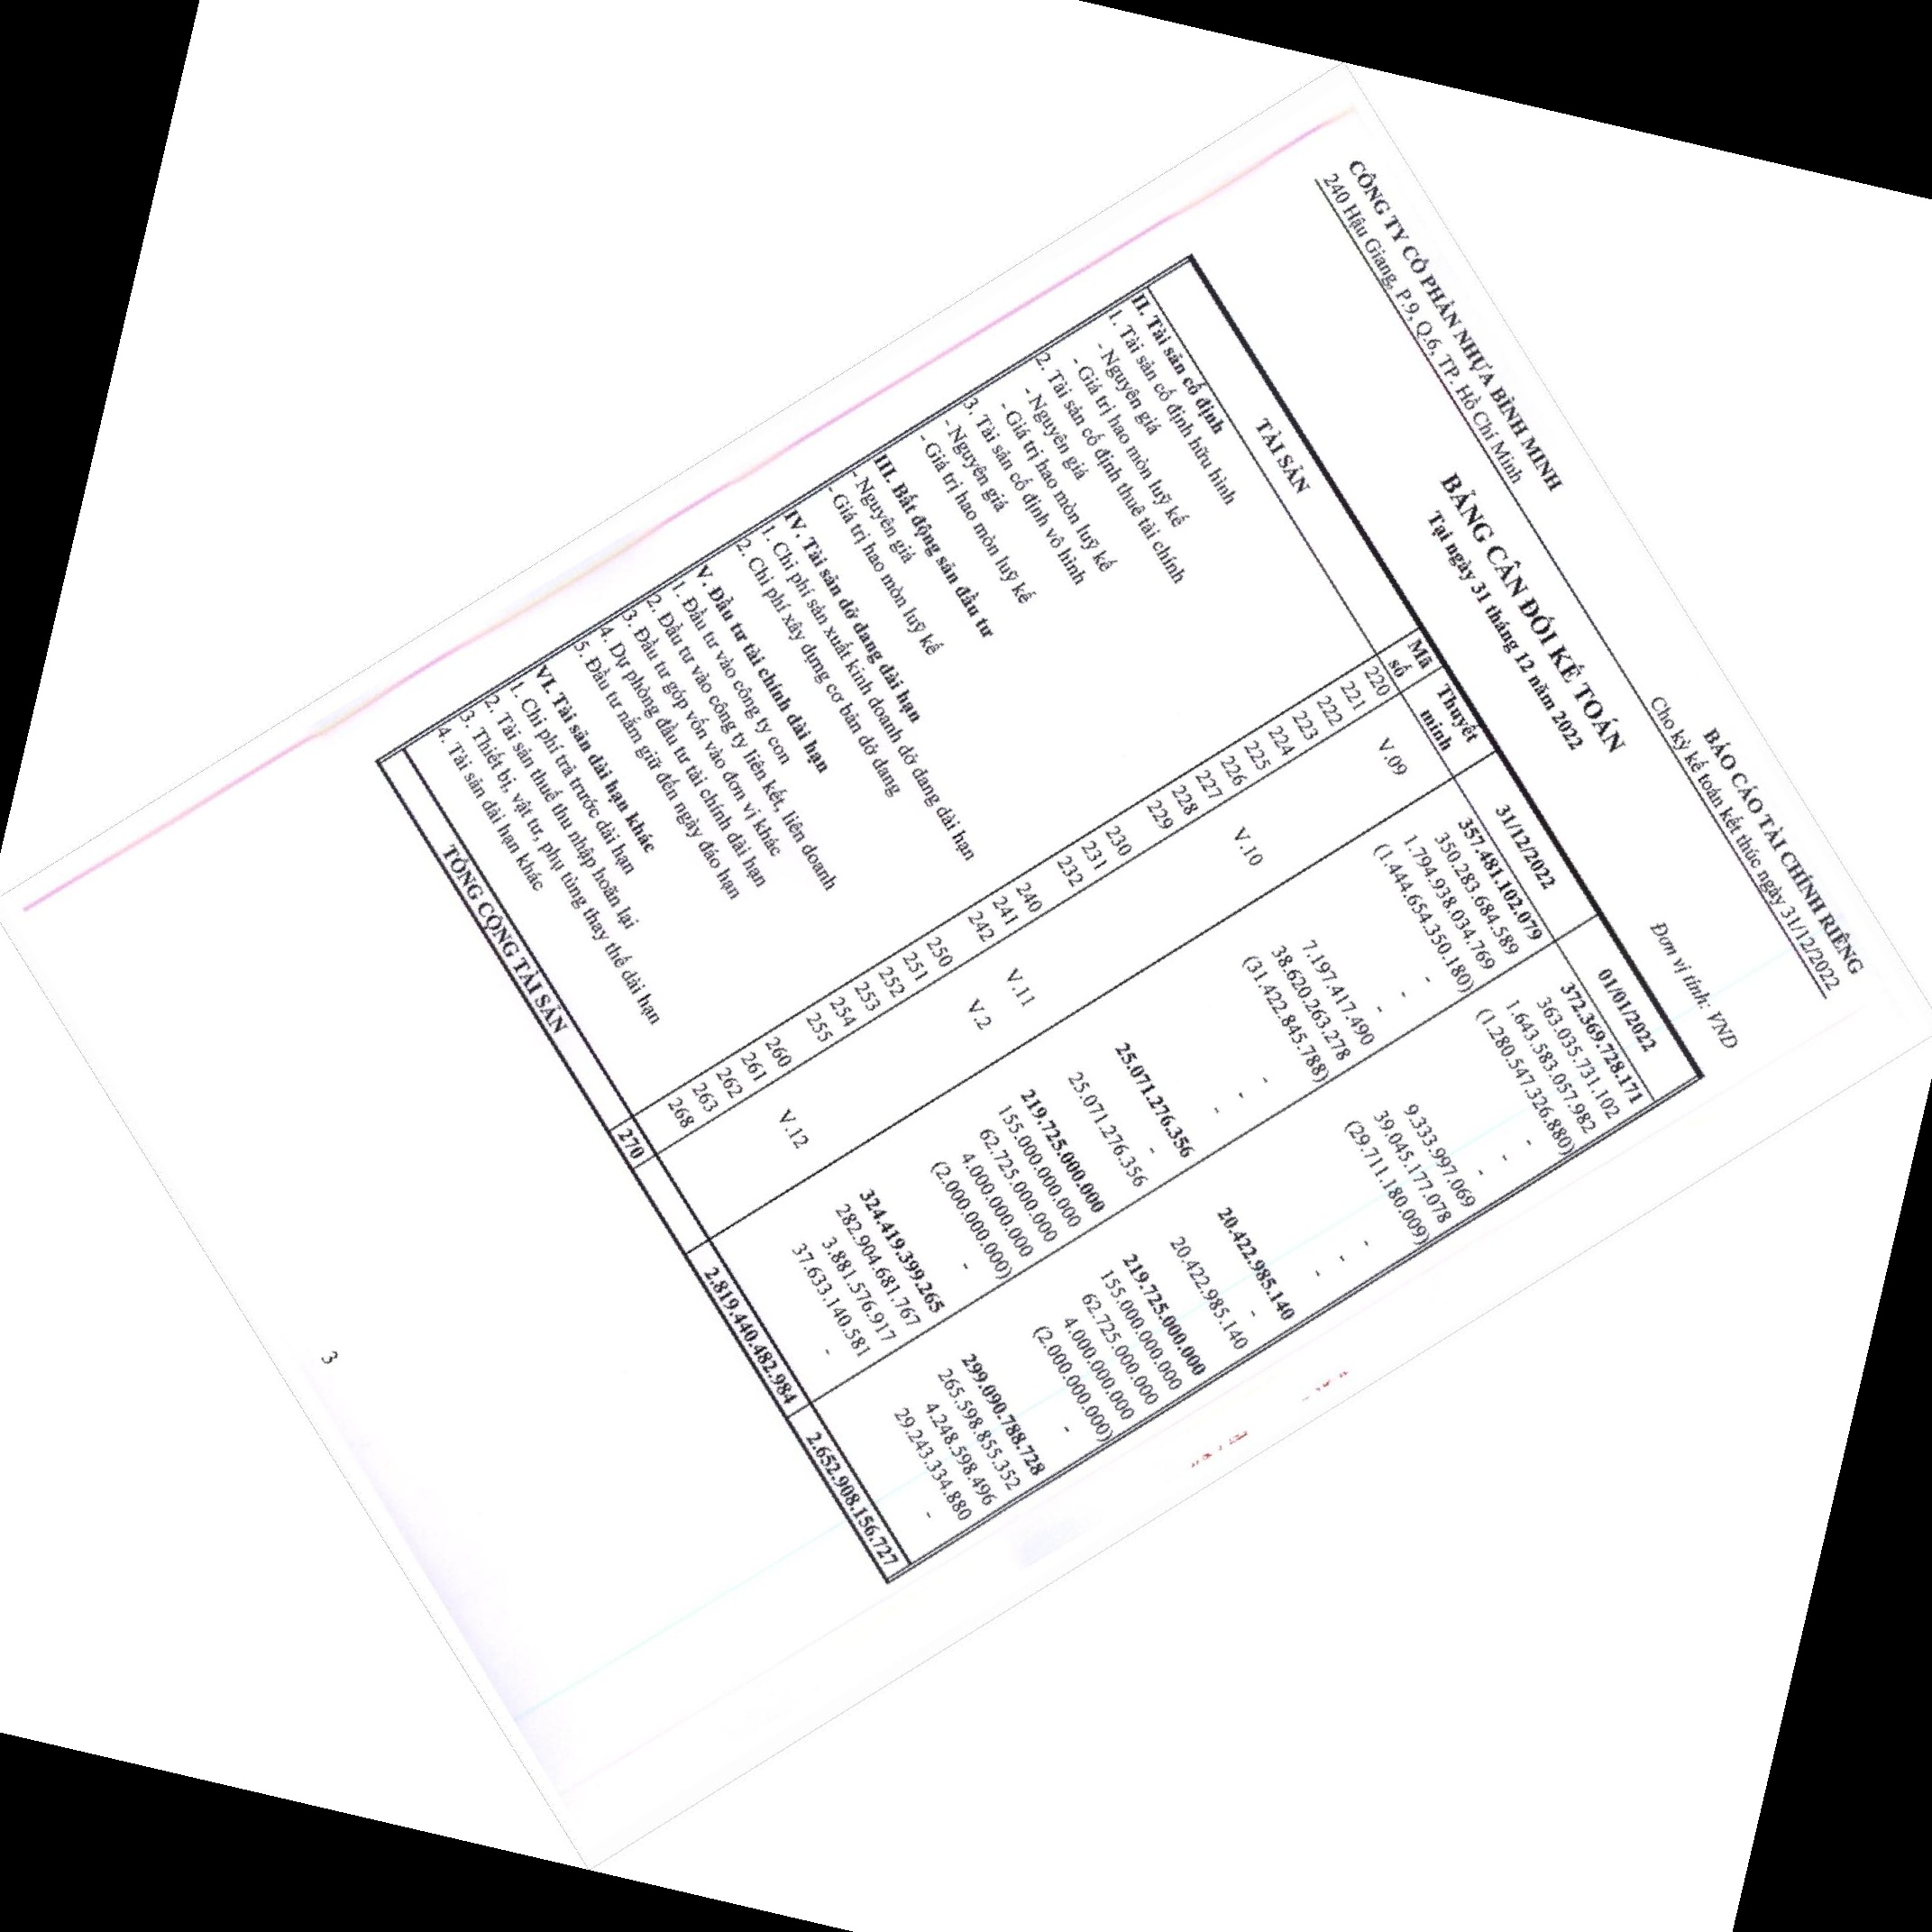 CÔNG TY CỔ PHẦN NHỰA BÌNH MINH
240 Hậu Giang, P.9, Q.6, TP. Hồ Chí Minh
BÁO CÁO TÀI CHÍNH RIÊNG
Cho kỳ kế toán kết thúc ngày 31/12/2022
BẢNG CÂN ĐỐI KẾ TOÁN
Tại ngày 31 tháng 12 năm 2022
Đơn vị tính: VND
TÀI SẢN Mã số Thuyết minh 31/12/2022 01/01/2022
II. Tài sản cố định 220 357.481.102.079 372.369.728.171
1. Tài sản cố định hữu hình 221 V.09 350.283.684.589 363.035.731.102
- Nguyên giá 222 1.794.938.034.769 1.643.583.057.982
- Giá trị hao mòn luỹ kế 223 (1.444.654.350.180) (1.280.547.326.880)
2. Tài sản cố định thuê tài chính 224 - -
- Nguyên giá 225 - -
- Giá trị hao mòn luỹ kế 226 - -
3. Tài sản cố định vô hình 227 V.10 7.197.417.490 9.333.997.069
- Nguyên giá 228 38.620.263.278 39.045.177.078
- Giá trị hao mòn luỹ kế 229 (31.422.845.788) (29.711.180.009)
III. Bất động sản đầu tư 230 - -
- Nguyên giá 231 - -
- Giá trị hao mòn luỹ kế 232 - -
IV. Tài sản dở dang dài hạn 240 25.071.276.356 20.422.985.140
1. Chi phí sản xuất kinh doanh dở dang dài hạn 241 - -
2. Chi phí xây dựng cơ bản dở dang 242 V.11 25.071.276.356 20.422.985.140
V. Đầu tư tài chính dài hạn 250 V.2 219.725.000.000 219.725.000.000
1. Đầu tư vào công ty con 251 155.000.000.000 155.000.000.000
2. Đầu tư vào công ty liên kết, liên doanh 252 62.725.000.000 62.725.000.000
3. Đầu tư góp vốn vào đơn vị khác 253 4.000.000.000 4.000.000.000
4. Dự phòng đầu tư tài chính dài hạn 254 (2.000.000.000) (2.000.000.000)
5. Đầu tư nắm giữ đến ngày đáo hạn 255 - -
VI. Tài sản dài hạn khác 260 324.419.399.265 299.090.788.728
1. Chi phí trả trước dài hạn 261 V.12 282.904.681.767 265.598.855.352
2. Tài sản thuế thu nhập hoãn lại 262 3.881.576.917 4.248.598.496
3. Thiết bị, vật tư, phụ tùng thay thế dài hạn 263 37.633.140.581 29.243.334.880
4. Tài sản dài hạn khác 268 - -
TỔNG CỘNG TÀI SẢN 270 2.819.440.482.984 2.652.908.156.727
3